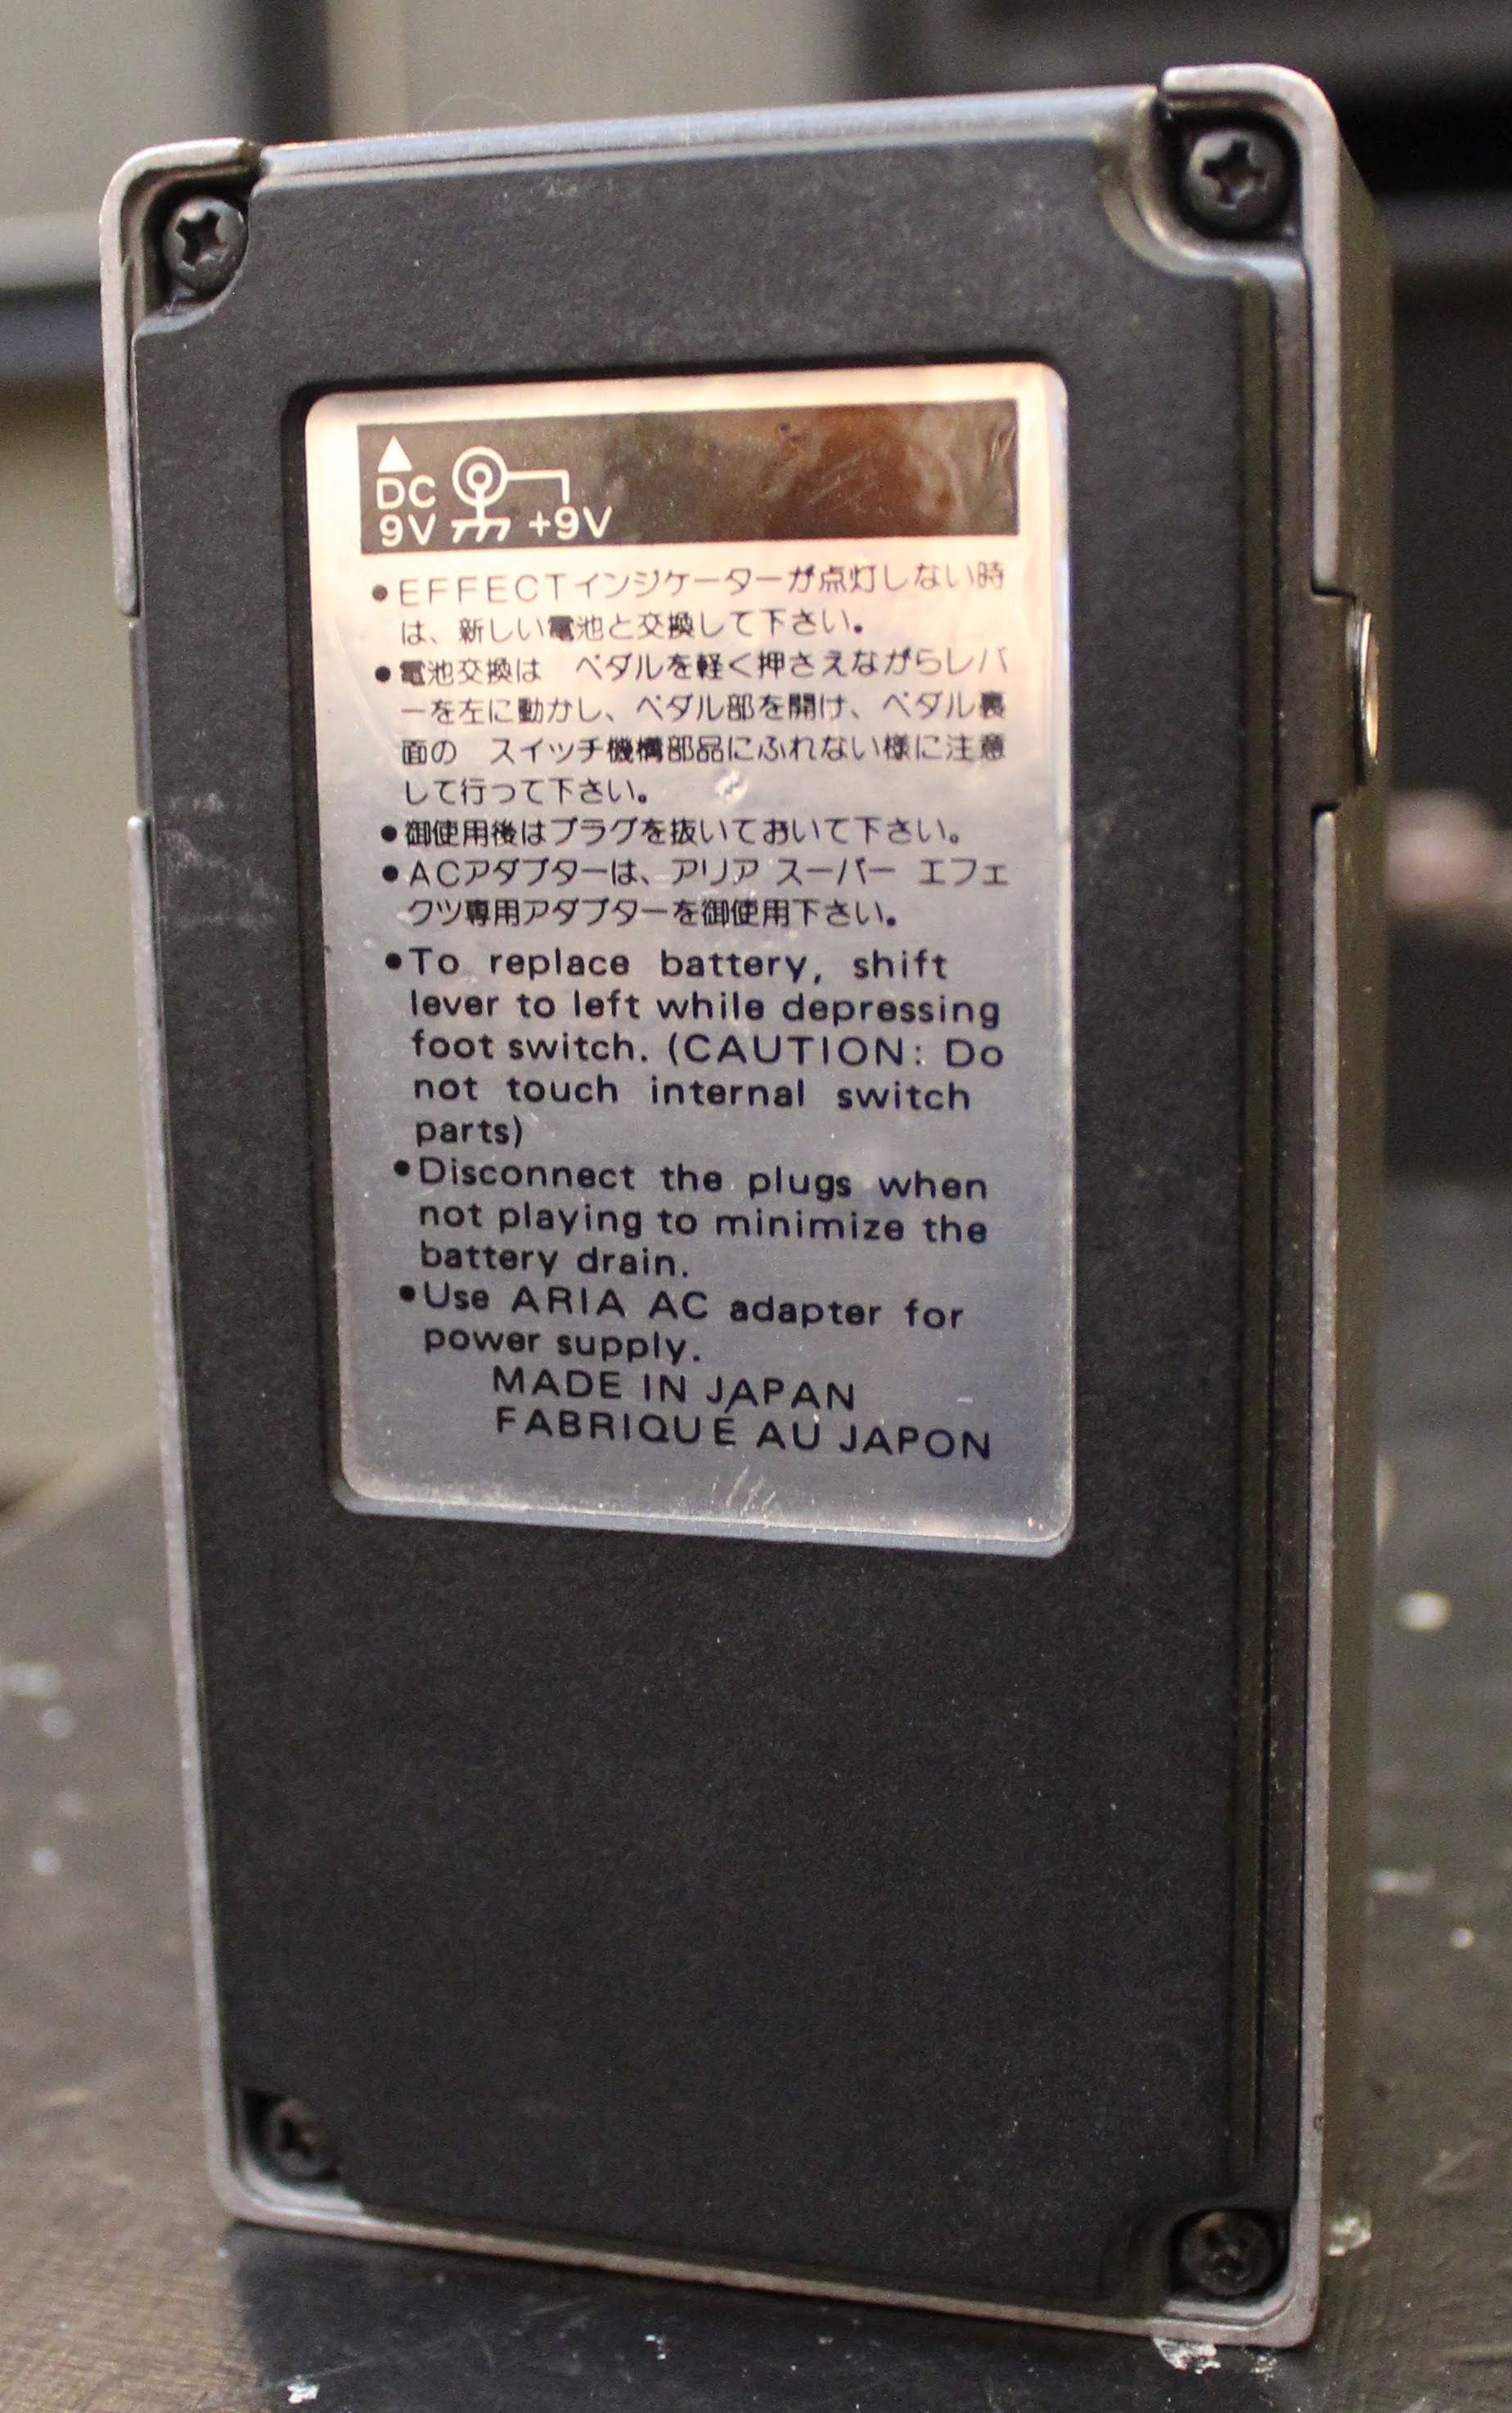 DC
9V +9V
●EFFECTインジケーターが点灯しない時
は、新しい電池と交換して下さい。
●電池交換は ペダルを軽く押さえながらレバ
ーを左に動かし、ペダル部を開け、ペダル裏
面の スイッチ機構部品にふれない様に注意
して行って下さい。
●御使用後はプラグを抜いておいて下さい。
●ACアダプターは、アリア スーパー エフェ
クツ専用アダプターを御使用下さい。
●To replace battery, shift
lever to left while depressing
foot switch. (CAUTION: Do
not touch internal switch
parts)
●Disconnect the plugs when
not playing to minimize the
battery drain.
●Use ARIA AC adapter for
power supply.
MADE IN JAPAN
FABRIQUÉ AU JAPON